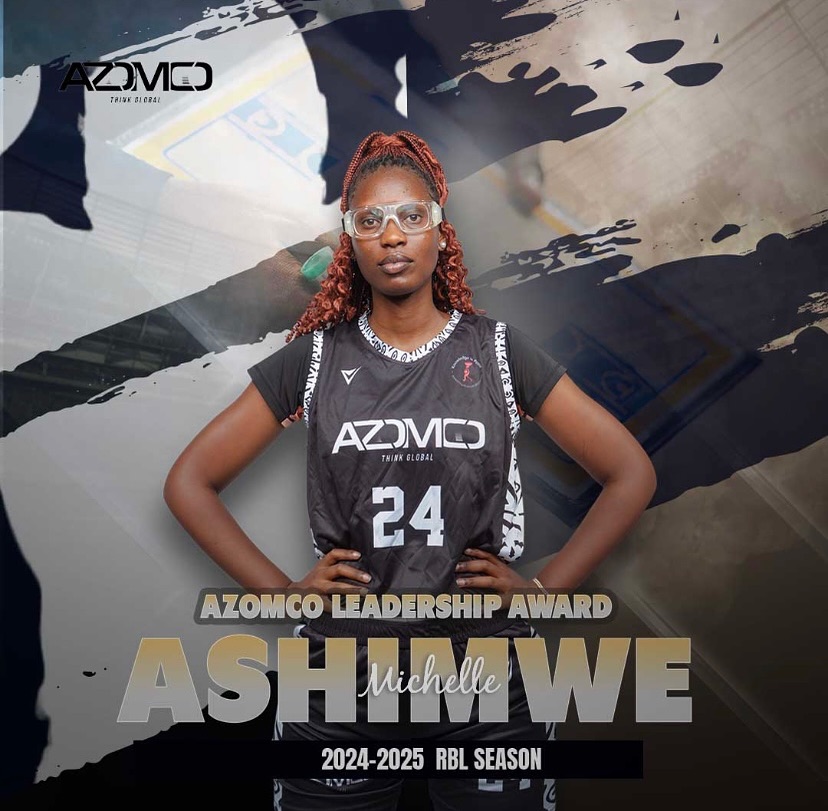 AZOMCO
THINK GLOBAL
AZOMCO
THINK GLOBAL
24
AZOMCO LEADERSHIP AWARD
ASHIMWE
Michelle
2024-2025 RBL SEASON